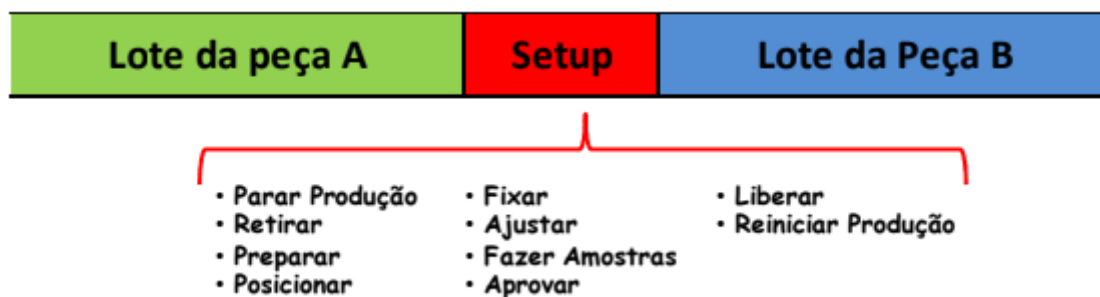 Lote da peça A
Setup
Lote da Peça B
• Parar Produção
• Retirar
• Preparar
• Posicionar
• Fixar
• Ajustar
• Fazer Amostras
• Aprovar
• Liberar
• Reiniciar Produção